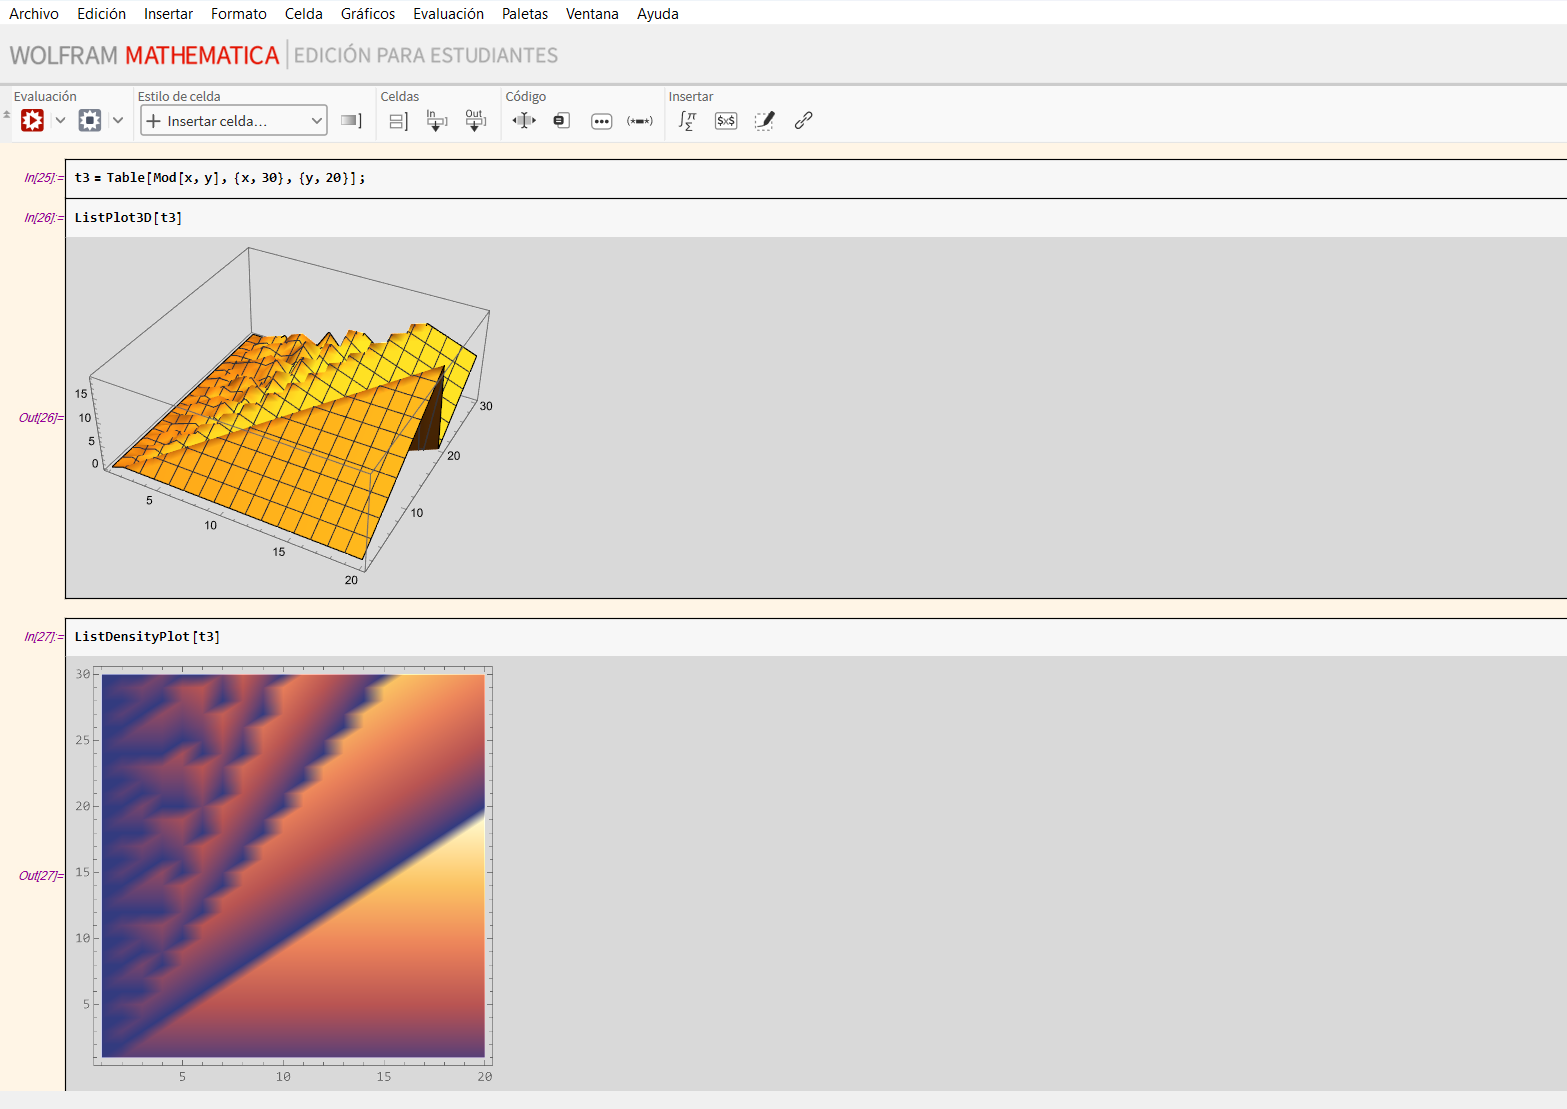 Archivo Edición Insertar Formato Celda Gráficos Evaluación Paletas Ventana Ayuda
WOLFRAM MATHEMATICA | EDICIÓN PARA ESTUDIANTES
Evaluación Estilo de celda Celdas Código Insertar
Insertar celda... In Out $x$
In[25]:= t3 = Table[Mod[x, y], {x, 30}, {y, 20}];
In[26]:= ListPlot3D[t3]
Out[26]=
15
10
5
0
5
10
15
20
10
20
30
In[27]:= ListDensityPlot[t3]
Out[27]=
30
25
20
15
10
5
5 10 15 20